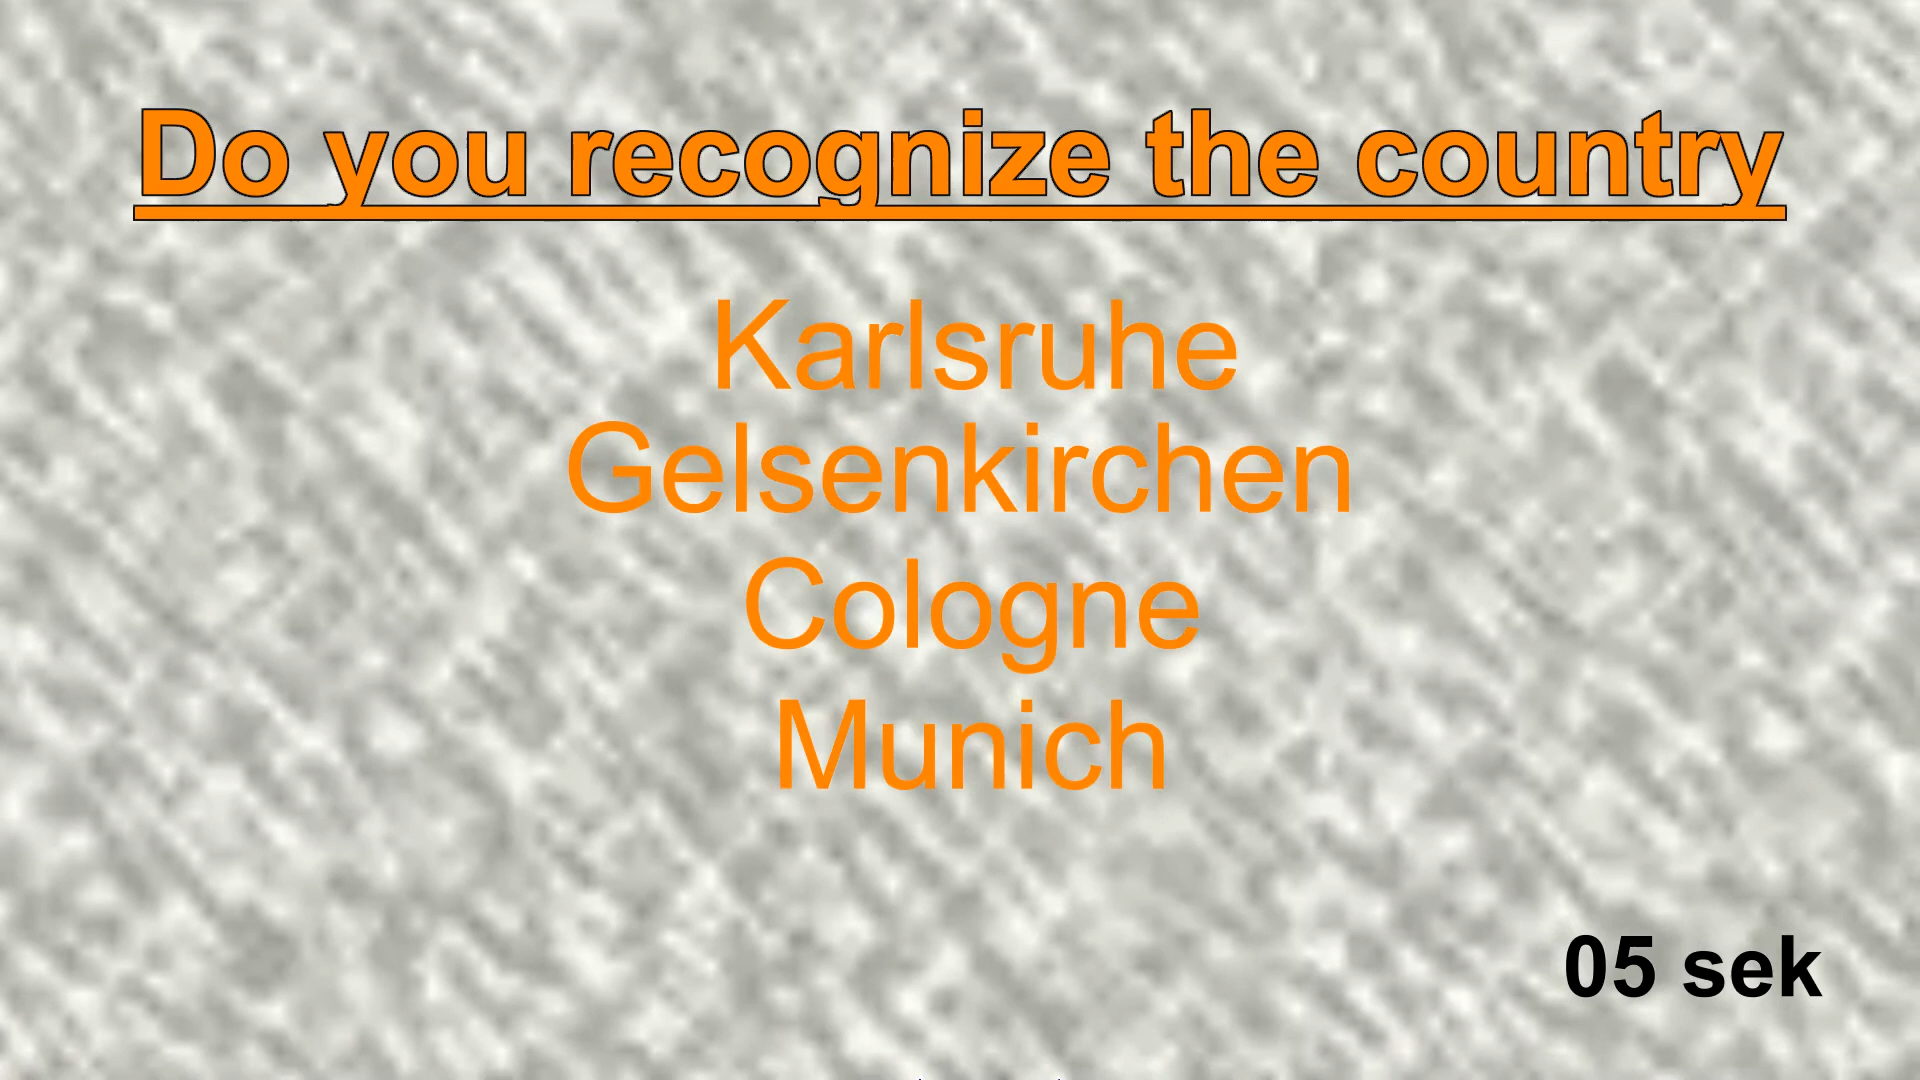 Do you recognize the country
Karlsruhe
Gelsenkirchen
Cologne
Munich
05 sek